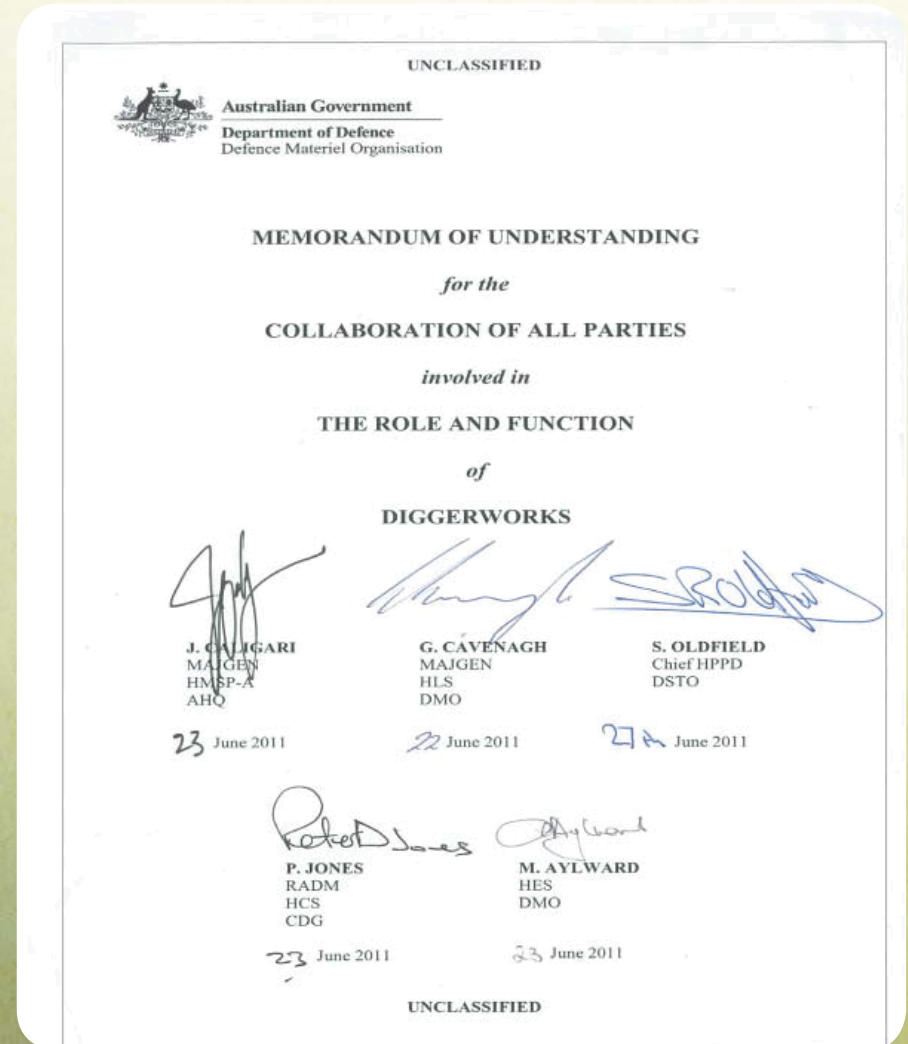 UNCLASSIFIED
Australian Government
Department of Defence
Defence Materiel Organisation
MEMORANDUM OF UNDERSTANDING
for the
COLLABORATION OF ALL PARTIES
involved in
THE ROLE AND FUNCTION
of
DIGGERWORKS
SROldfield
J. CALIGARI
MAJGEN
HMSP-A
AHQ
G. CAVENAGH
MAJGEN
HLS
DMO
S. OLDFIELD
Chief HPPD
DSTO
23 June 2011
22 June 2011
27th June 2011
Peter D Jones
P. JONES
RADM
HCS
CDG
M. AYLWARD
HES
DMO
23 June 2011
23 June 2011
UNCLASSIFIED